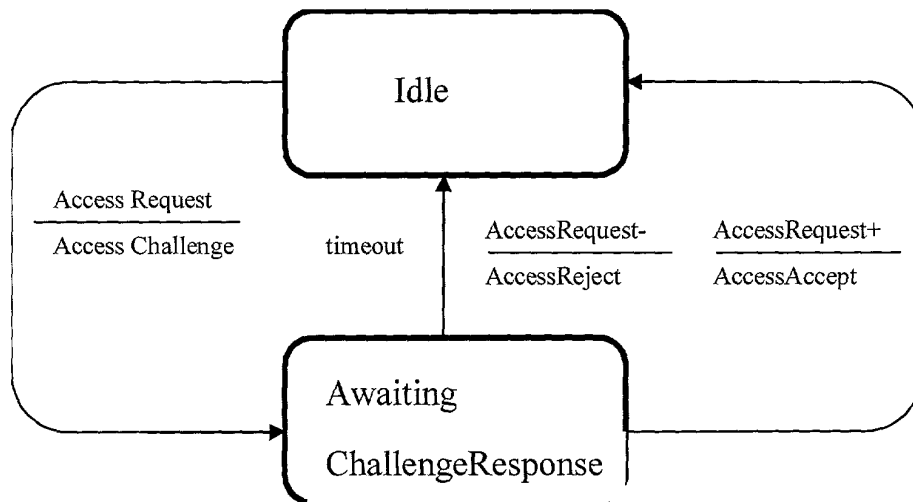 Idle
Access Request
Access Challenge
timeout
AccessRequest-
AccessReject
AccessRequest+
AccessAccept
Awaiting
ChallengeResponse